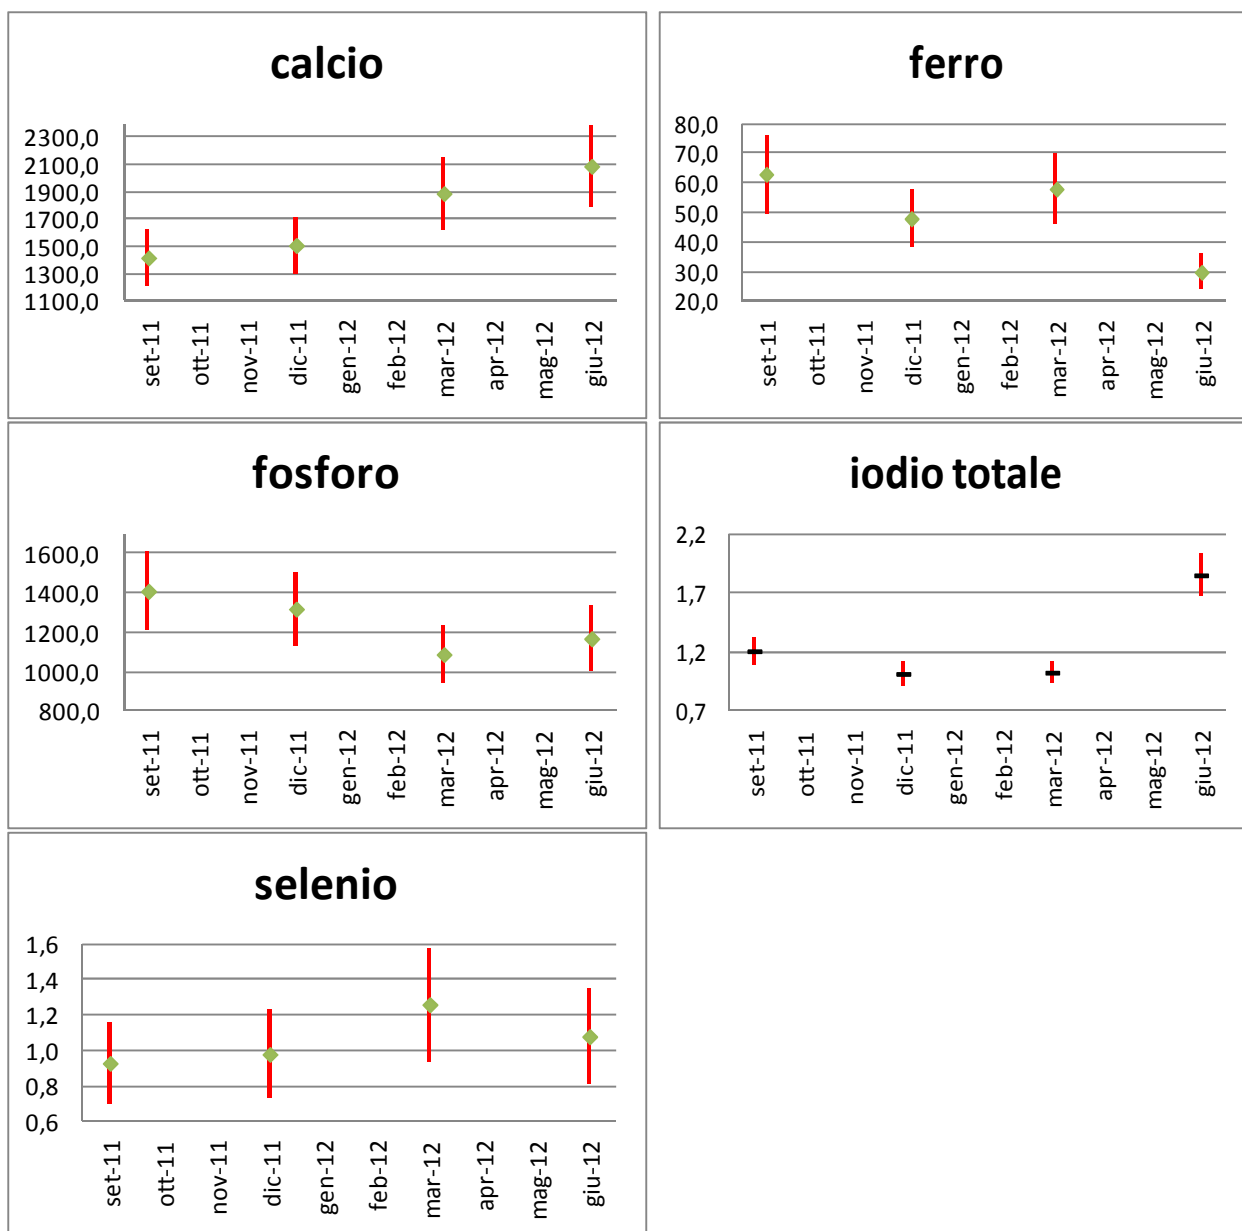 calcio
2300,0
2100,0
1900,0
1700,0
1500,0
1300,0
1100,0
set-11
ott-11
nov-11
dic-11
gen-12
feb-12
mar-12
apr-12
mag-12
giu-12
ferro
80,0
70,0
60,0
50,0
40,0
30,0
20,0
set-11
ott-11
nov-11
dic-11
gen-12
feb-12
mar-12
apr-12
mag-12
giu-12
fosforo
1600,0
1400,0
1200,0
1000,0
800,0
set-11
ott-11
nov-11
dic-11
gen-12
feb-12
mar-12
apr-12
mag-12
giu-12
iodio totale
2,2
1,7
1,2
0,7
set-11
ott-11
nov-11
dic-11
gen-12
feb-12
mar-12
apr-12
mag-12
giu-12
selenio
1,6
1,4
1,2
1,0
0,8
0,6
set-11
ott-11
nov-11
dic-11
gen-12
feb-12
mar-12
apr-12
mag-12
giu-12